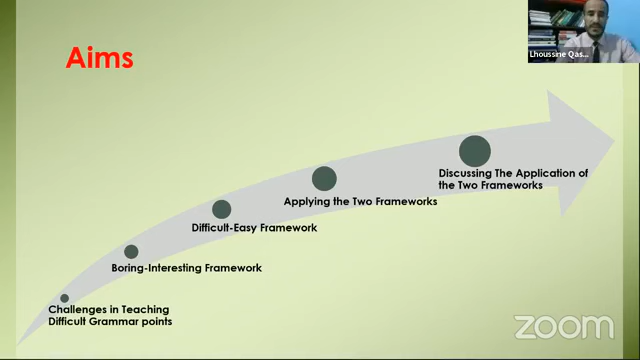 Aims
Lhoussine Qas...
Discussing The Application of
the Two Frameworks
Applying the Two Frameworks
Difficult-Easy Framework
Boring-Interesting Framework
Challenges in Teaching
Difficult Grammar points
zoom